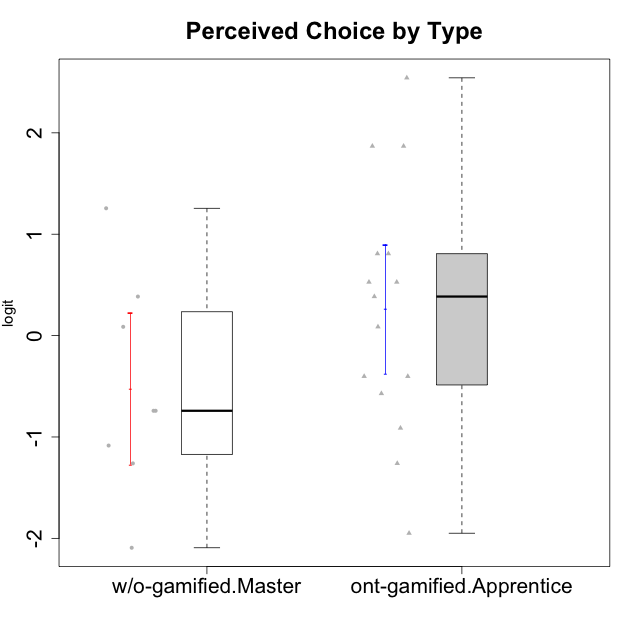 Perceived Choice by Type
2
1
0
-1
-2
logit
w/o-gamified.Master
ont-gamified.Apprentice